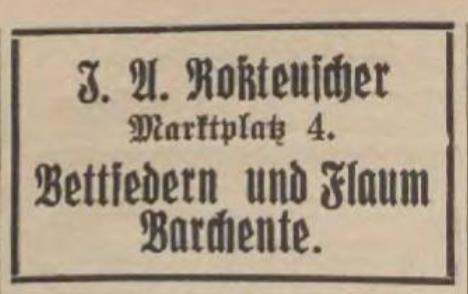 J. A. Roßteuscher
Marktplatz 4.
Bettfedern und Flaum
Barchente.